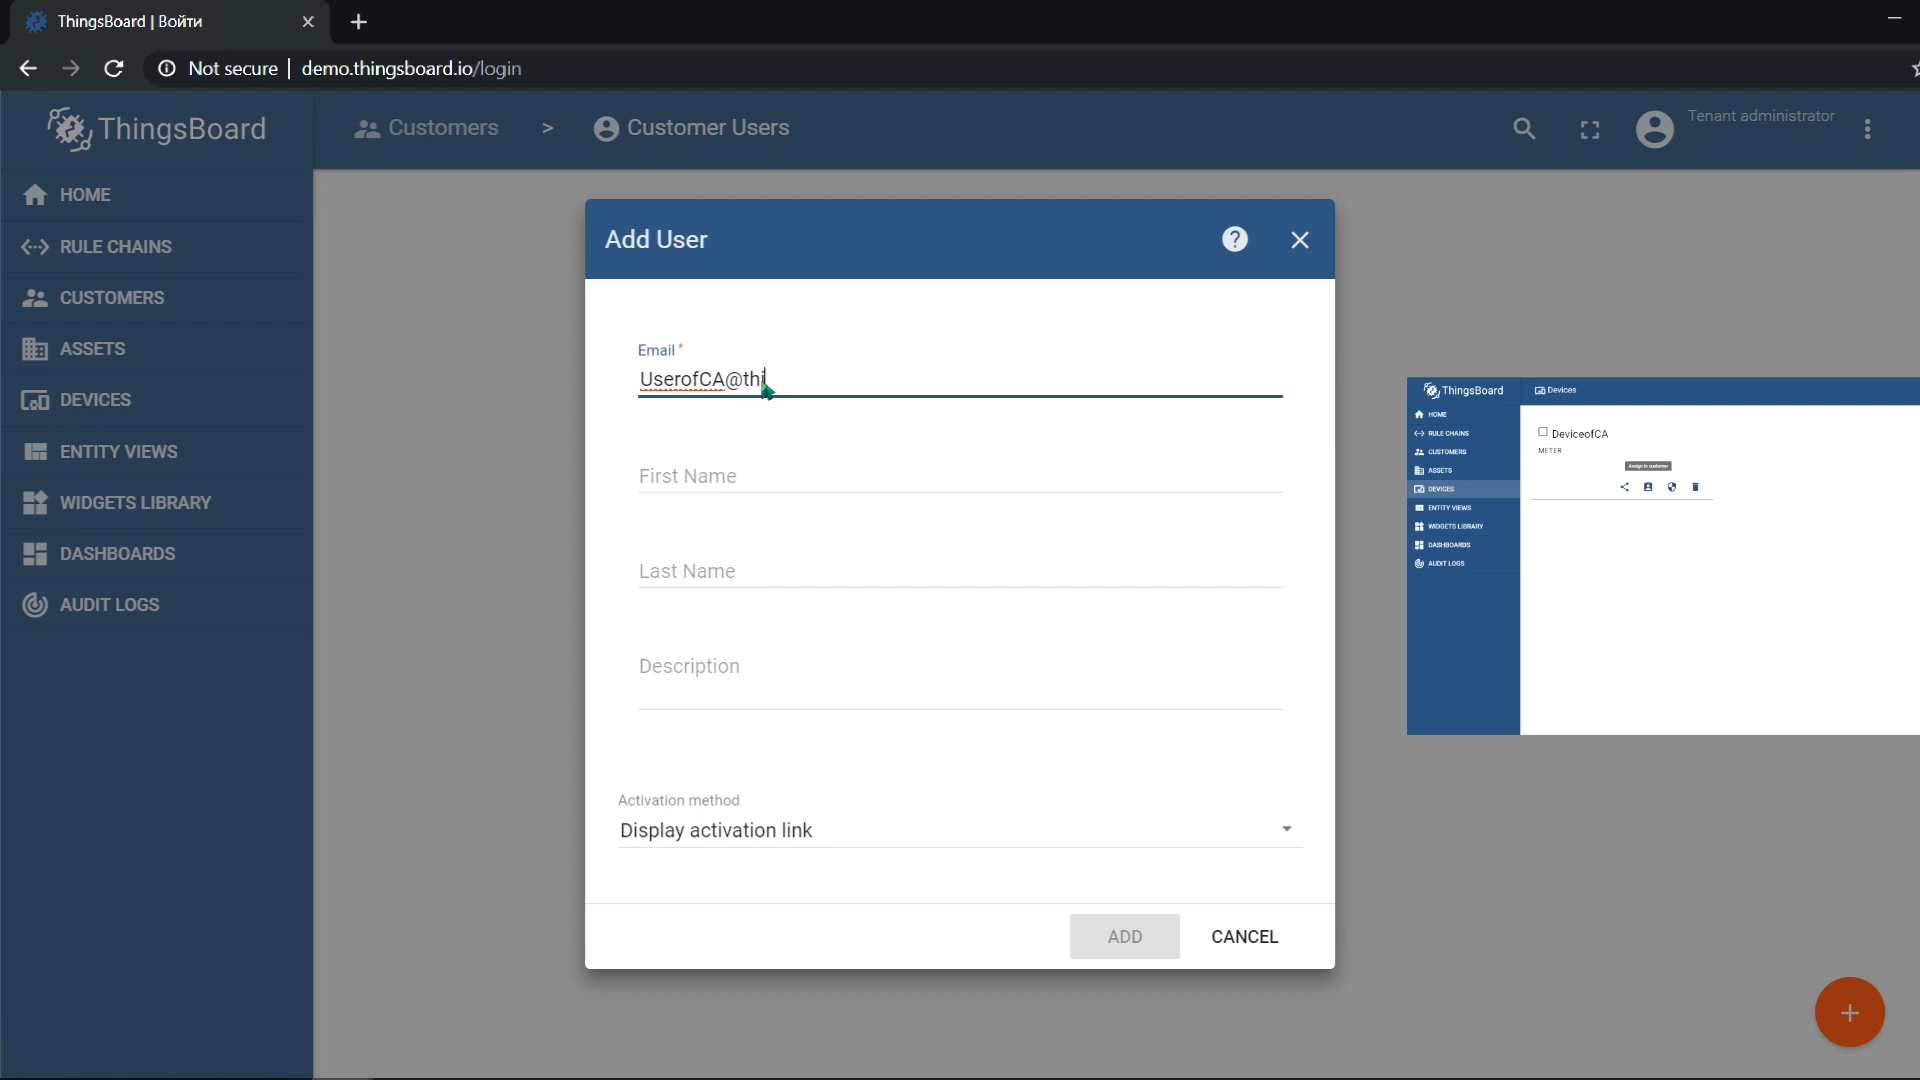 ThingsBoard | Войти
Not secure | demo.thingsboard.io/login
ThingsBoard
Customers > Customer Users
Tenant administrator
HOME
RULE CHAINS
CUSTOMERS
ASSETS
DEVICES
ENTITY VIEWS
WIDGETS LIBRARY
DASHBOARDS
AUDIT LOGS
Add User
Email *
UserofCA@thi
First Name
Last Name
Description
Activation method
Display activation link
ADD
CANCEL
ThingsBoard
Devices
HOME
RULE CHAINS
CUSTOMERS
ASSETS
DEVICES
ENTITY VIEWS
WIDGETS LIBRARY
DASHBOARDS
AUDIT LOGS
DeviceofCA
METER
Assign to customer